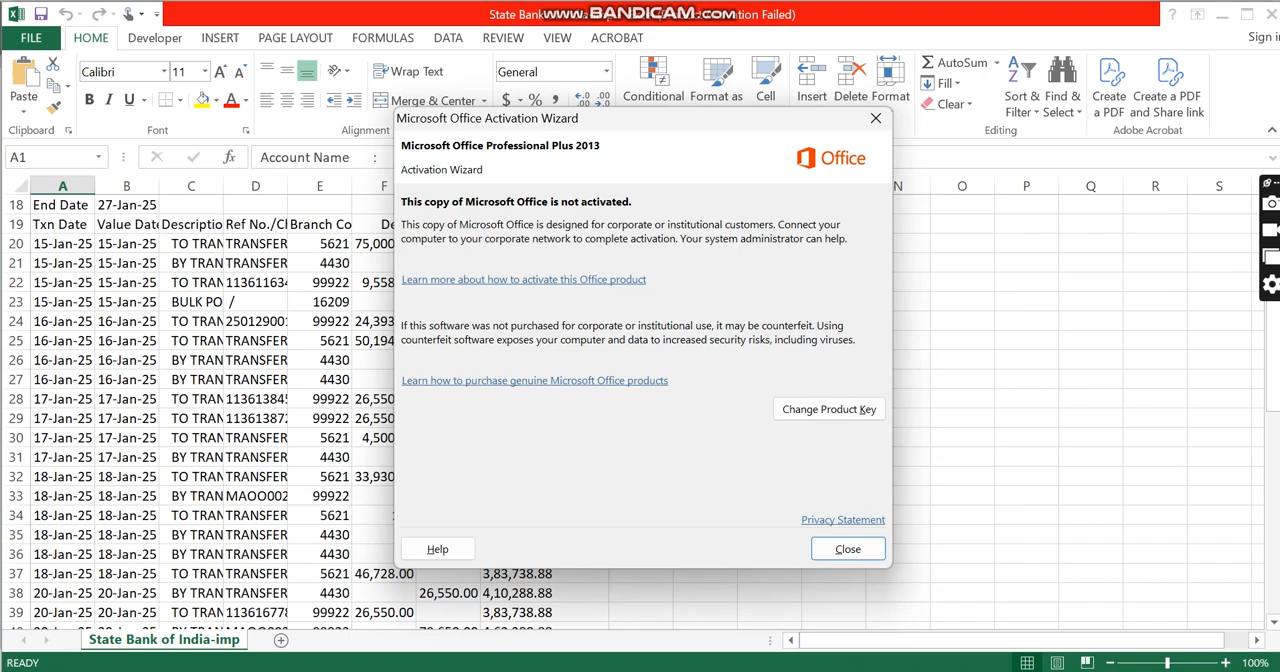 State Bank www.BANDICAM.com tion Failed)
FILE HOME Developer INSERT PAGE LAYOUT FORMULAS DATA REVIEW VIEW ACROBAT Sign in
Calibri 11 Wrap Text General AutoSum
Paste B I U Merge & Center $ % Conditional Format as Cell Insert Delete Format Fill Sort & Find & Create Create a PDF
Clear Filter Select a PDF and Share link
Clipboard Font Alignment Editing Adobe Acrobat
A1 fx Account Name :
A B C D E F N O P Q R S
18 End Date 27-Jan-25
19 Txn Date Value Date Description Ref No./Cl Branch Co De
20 15-Jan-25 15-Jan-25 TO TRAN TRANSFER 5621 75,000
21 15-Jan-25 15-Jan-25 BY TRAN TRANSFER 4430
22 15-Jan-25 15-Jan-25 TO TRAN 113611634 99922 9,558
23 15-Jan-25 15-Jan-25 BULK PO / 16209
24 16-Jan-25 16-Jan-25 TO TRAN 250129001 99922 24,393
25 16-Jan-25 16-Jan-25 TO TRAN TRANSFER 5621 50,194
26 16-Jan-25 16-Jan-25 BY TRAN TRANSFER 4430
27 16-Jan-25 16-Jan-25 BY TRAN TRANSFER 4430
28 17-Jan-25 17-Jan-25 TO TRAN 113613845 99922 26,550
29 17-Jan-25 17-Jan-25 TO TRAN 113613872 99922 26,550
30 17-Jan-25 17-Jan-25 TO TRAN TRANSFER 5621 4,500
31 17-Jan-25 17-Jan-25 BY TRAN TRANSFER 4430
32 18-Jan-25 18-Jan-25 TO TRAN TRANSFER 5621 33,930
33 18-Jan-25 18-Jan-25 BY TRAN MAOO002 99922
34 18-Jan-25 18-Jan-25 TO TRAN TRANSFER 5621
35 18-Jan-25 18-Jan-25 BY TRAN TRANSFER 4430
36 18-Jan-25 18-Jan-25 BY TRAN TRANSFER 4430
37 18-Jan-25 18-Jan-25 TO TRAN TRANSFER 5621 46,728.00 3,83,738.88
38 20-Jan-25 20-Jan-25 BY TRAN TRANSFER 4430 26,550.00 4,10,288.88
39 20-Jan-25 20-Jan-25 TO TRAN 113616778 99922 26,550.00 3,83,738.88
Microsoft Office Activation Wizard
Microsoft Office Professional Plus 2013
Office
Activation Wizard
This copy of Microsoft Office is not activated.
This copy of Microsoft Office is designed for corporate or institutional customers. Connect your
computer to your corporate network to complete activation. Your system administrator can help.
Learn more about how to activate this Office product
If this software was not purchased for corporate or institutional use, it may be counterfeit. Using
counterfeit software exposes your computer and data to increased security risks, including viruses.
Learn how to purchase genuine Microsoft Office products
Change Product Key
Privacy Statement
Help Close
State Bank of India-imp
READY 100%